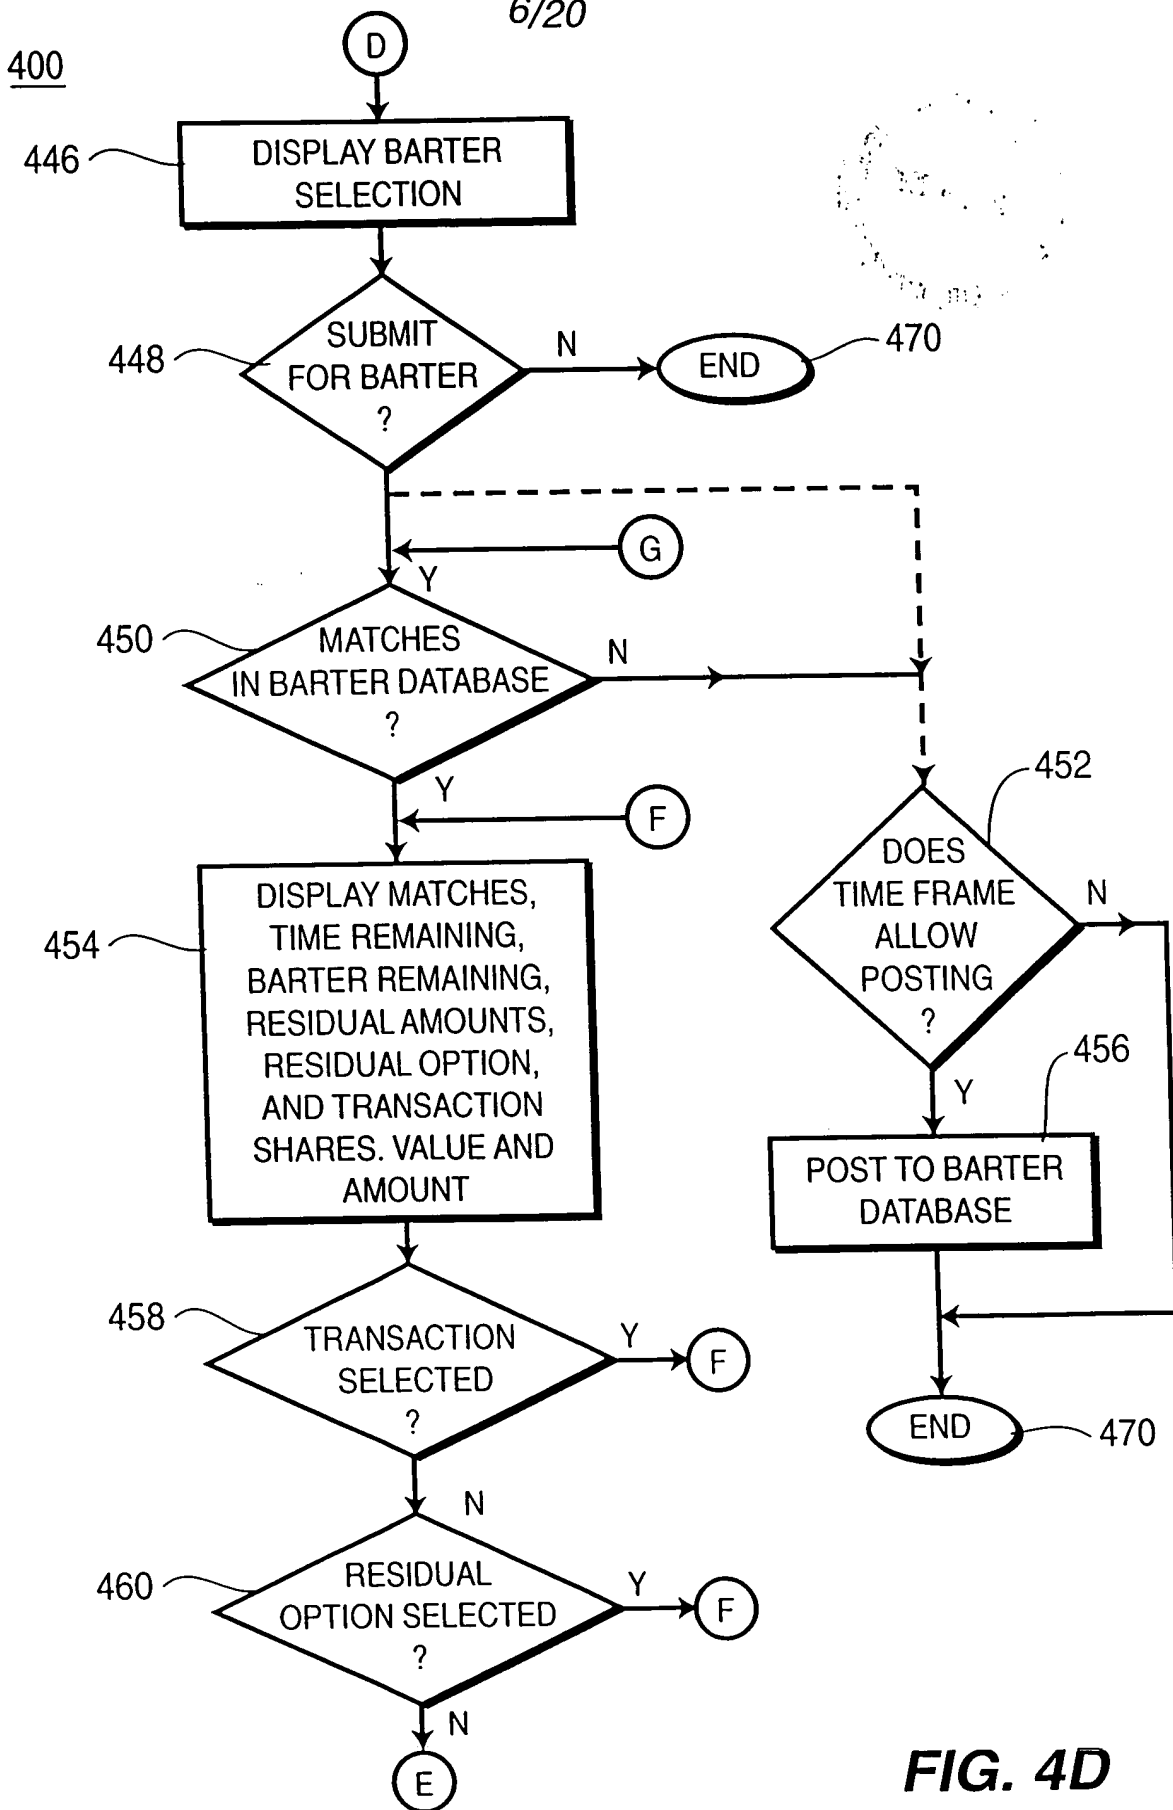 6/20
400
D
446
DISPLAY BARTER
SELECTION
448
SUBMIT
FOR BARTER
?
N
END
470
G
Y
450
MATCHES
IN BARTER DATABASE
?
N
Y
F
452
DOES
TIME FRAME
ALLOW
POSTING
?
N
Y
454
DISPLAY MATCHES,
TIME REMAINING,
BARTER REMAINING,
RESIDUAL AMOUNTS,
RESIDUAL OPTION,
AND TRANSACTION
SHARES. VALUE AND
AMOUNT
456
POST TO BARTER
DATABASE
458
TRANSACTION
SELECTED
?
Y
F
N
END
470
460
RESIDUAL
OPTION SELECTED
?
Y
F
N
E
FIG. 4D